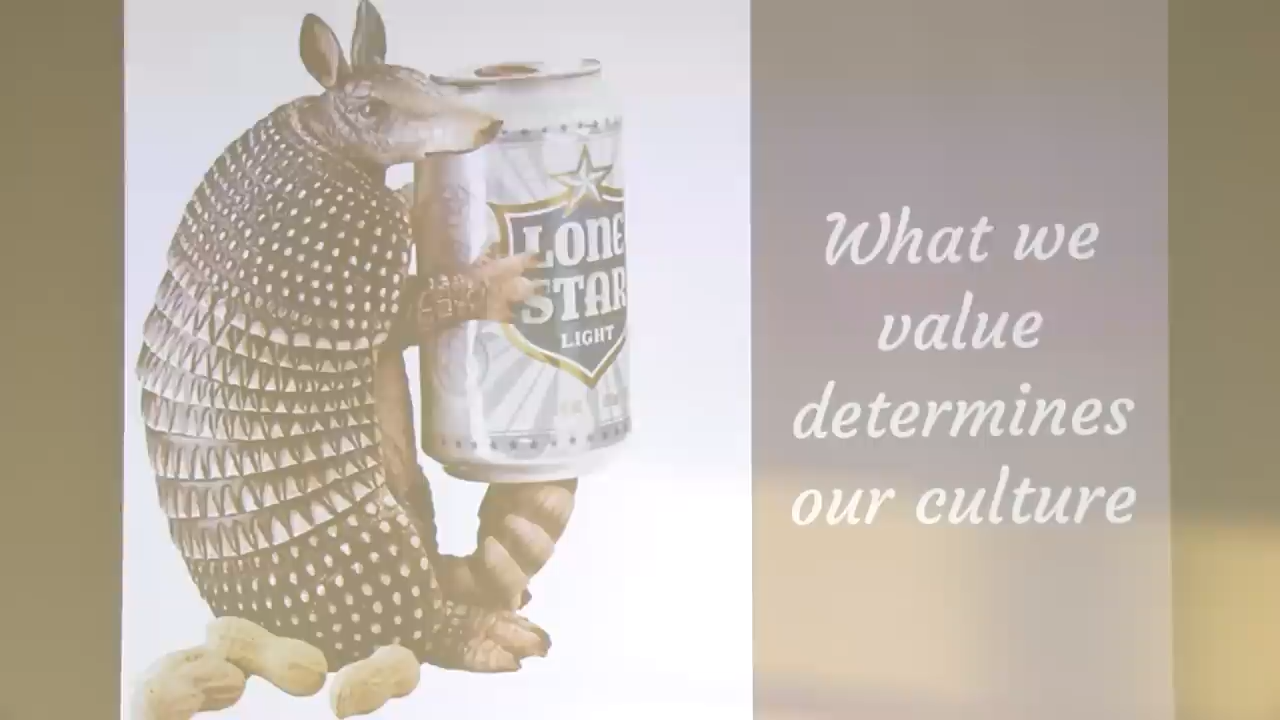 LONE
STAR
LIGHT
What we
value
determines
our culture